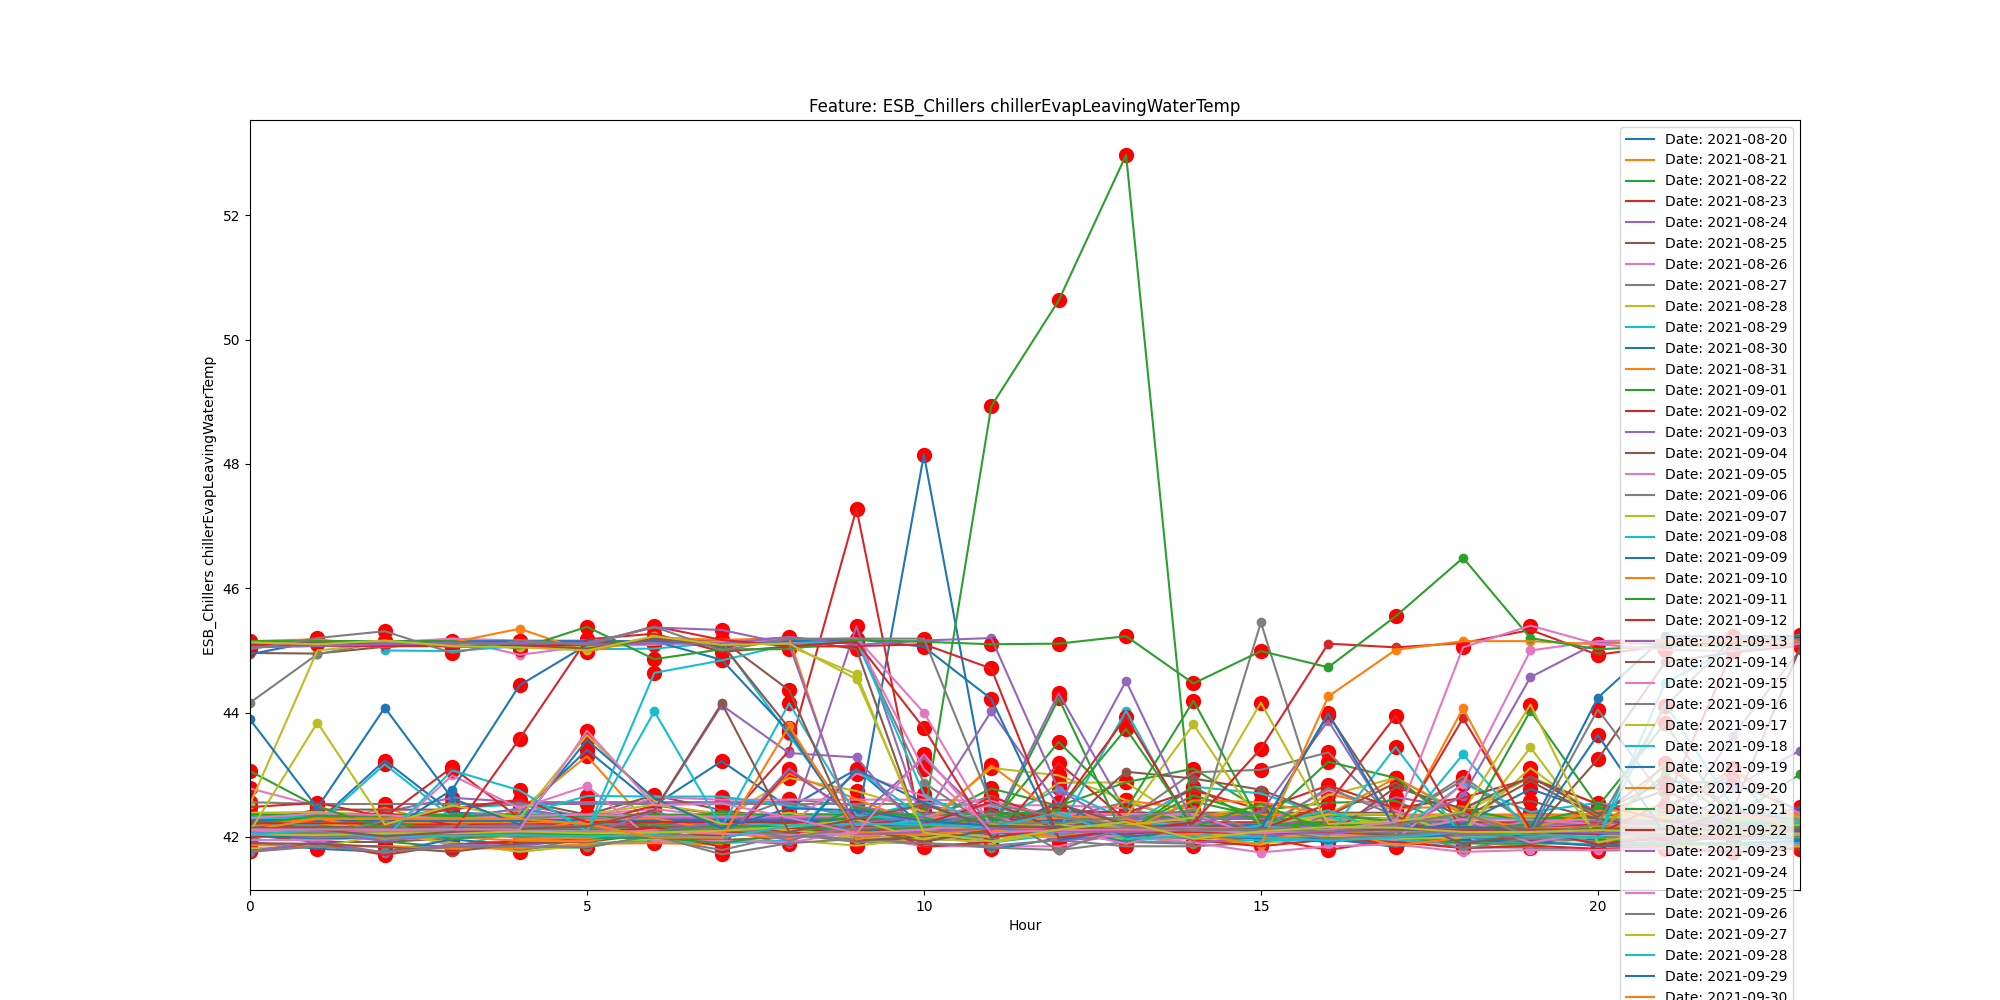 Feature: ESB_Chillers chillerEvapLeavingWaterTemp
ESB_Chillers chillerEvapLeavingWaterTemp
52
50
48
46
44
42
0
5
10
15
20
Hour
Date: 2021-08-20
Date: 2021-08-21
Date: 2021-08-22
Date: 2021-08-23
Date: 2021-08-24
Date: 2021-08-25
Date: 2021-08-26
Date: 2021-08-27
Date: 2021-08-28
Date: 2021-08-29
Date: 2021-08-30
Date: 2021-08-31
Date: 2021-09-01
Date: 2021-09-02
Date: 2021-09-03
Date: 2021-09-04
Date: 2021-09-05
Date: 2021-09-06
Date: 2021-09-07
Date: 2021-09-08
Date: 2021-09-09
Date: 2021-09-10
Date: 2021-09-11
Date: 2021-09-12
Date: 2021-09-13
Date: 2021-09-14
Date: 2021-09-15
Date: 2021-09-16
Date: 2021-09-17
Date: 2021-09-18
Date: 2021-09-19
Date: 2021-09-20
Date: 2021-09-21
Date: 2021-09-22
Date: 2021-09-23
Date: 2021-09-24
Date: 2021-09-25
Date: 2021-09-26
Date: 2021-09-27
Date: 2021-09-28
Date: 2021-09-29
Date: 2021-09-30